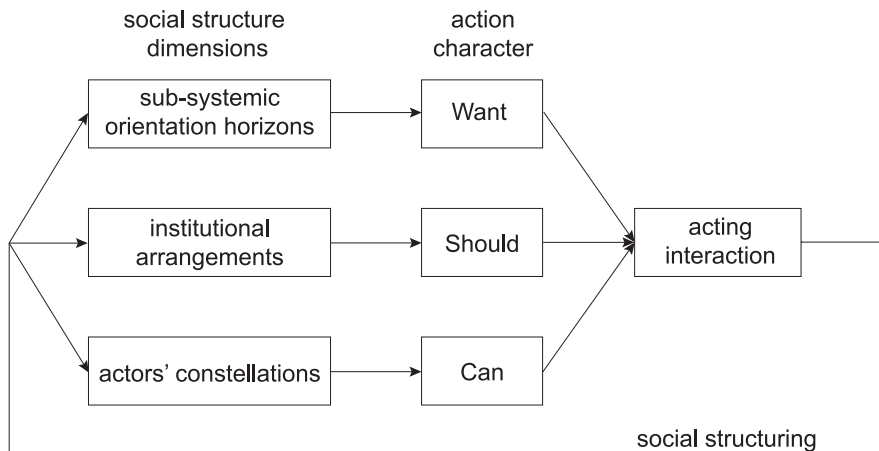 social structure
dimensions
action
character
sub-systemic
orientation horizons
Want
institutional
arrangements
Should
acting
interaction
actors’ constellations
Can
social structuring